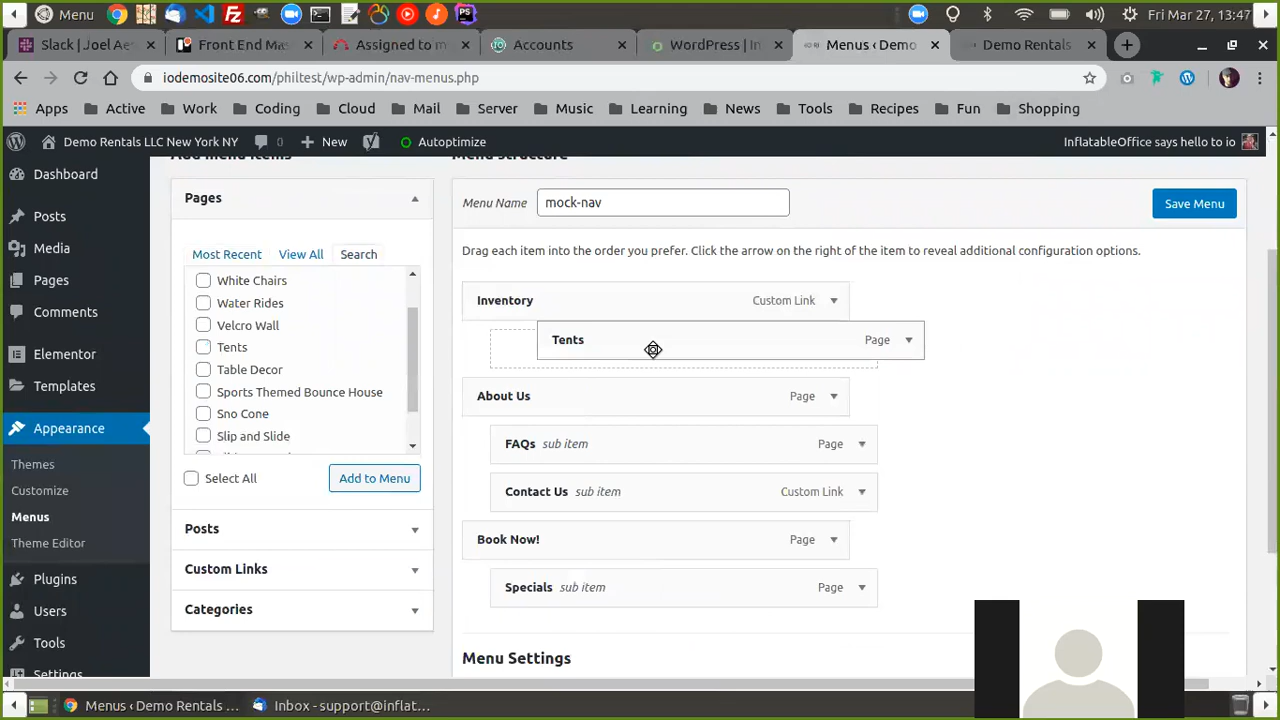 Menu
Fri Mar 27, 13:47
Slack | Joel Ae
Front End Mas
Assigned to m
Accounts
WordPress | In
Menus ‹ Demo
Demo Rentals
iodemosite06.com/philtest/wp-admin/nav-menus.php
Apps Active Work Coding Cloud Mail Server Music Learning News Tools Recipes Fun Shopping
Demo Rentals LLC New York NY 0 New Autoptimize InflatableOffice says hello to io
Add menu items
Menu structure
Dashboard
Posts
Media
Pages
Comments
Elementor
Templates
Appearance
Themes
Customize
Menus
Theme Editor
Plugins
Users
Tools
Settings
Pages
Most Recent View All Search
White Chairs
Water Rides
Velcro Wall
Tents
Table Decor
Sports Themed Bounce House
Sno Cone
Slip and Slide
Select All
Add to Menu
Posts
Custom Links
Categories
Menu Name mock-nav Save Menu
Drag each item into the order you prefer. Click the arrow on the right of the item to reveal additional configuration options.
Inventory Custom Link
Tents Page
About Us Page
FAQs sub item Page
Contact Us sub item Custom Link
Book Now! Page
Specials sub item Page
Menu Settings
Menus ‹ Demo Rentals ...
Inbox - support@inflat...